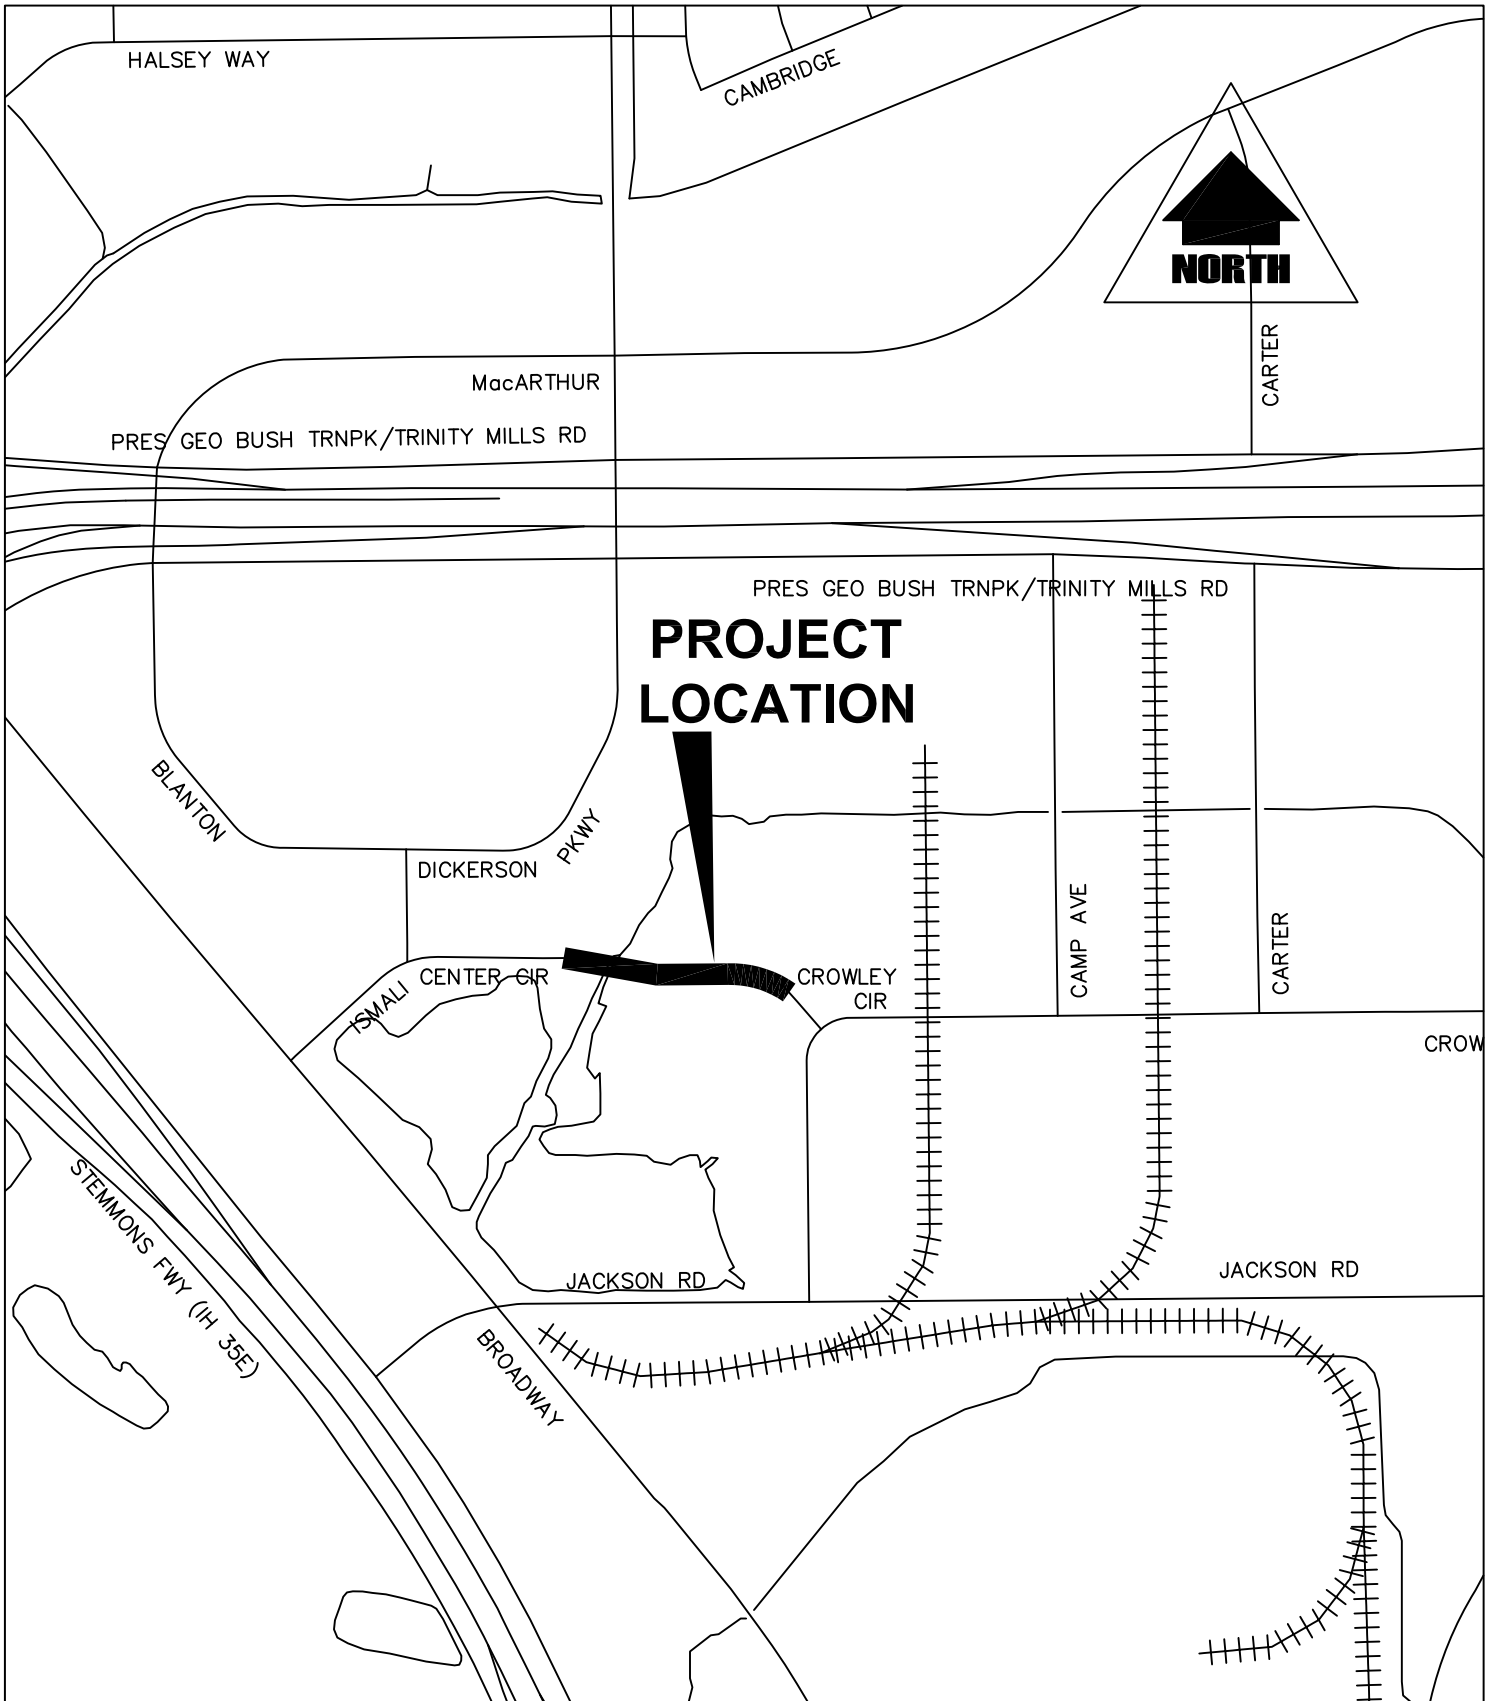 HALSEY WAY
CAMBRIDGE
NORTH
CARTER
MacARTHUR
PRES GEO BUSH TRNPK/TRINITY MILLS RD
PRES GEO BUSH TRNPK/TRINITY MILLS RD
PROJECT
LOCATION
BLANTON
PKWY
DICKERSON
CAMP AVE
CARTER
ISMALI
CENTER CIR
CROWLEY
CIR
CROW
STEMMONS FWY (IH 35E)
JACKSON RD
JACKSON RD
BROADWAY